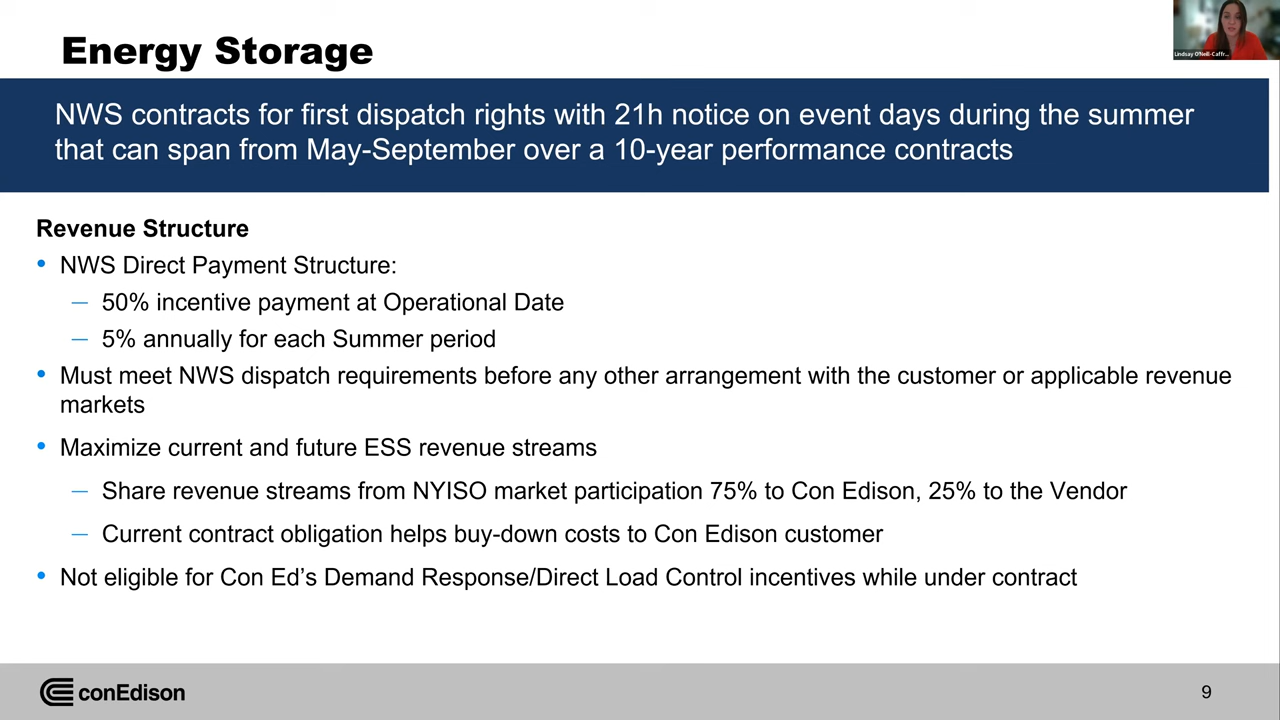 Energy Storage
Lindsay O'Neill-Caffr...
NWS contracts for first dispatch rights with 21h notice on event days during the summer
that can span from May-September over a 10-year performance contracts
Revenue Structure
• NWS Direct Payment Structure:
– 50% incentive payment at Operational Date
– 5% annually for each Summer period
• Must meet NWS dispatch requirements before any other arrangement with the customer or applicable revenue
markets
• Maximize current and future ESS revenue streams
– Share revenue streams from NYISO market participation 75% to Con Edison, 25% to the Vendor
– Current contract obligation helps buy-down costs to Con Edison customer
• Not eligible for Con Ed’s Demand Response/Direct Load Control incentives while under contract
conEdison
9